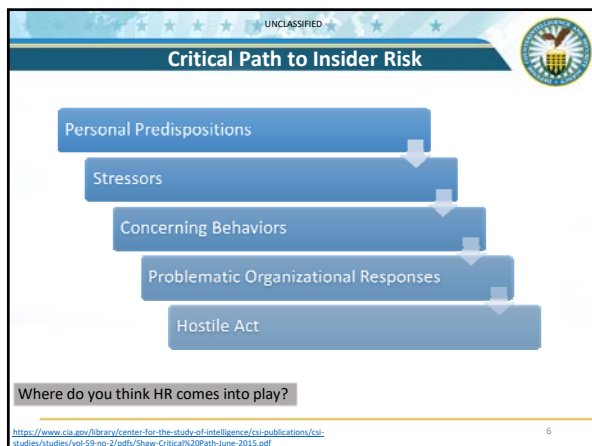 UNCLASSIFIED
Critical Path to Insider Risk
Personal Predispositions
Stressors
Concerning Behaviors
Problematic Organizational Responses
Hostile Act
Where do you think HR comes into play?
https://www.cia.gov/library/center-for-the-study-of-intelligence/csi-publications/csi-
studies/studies/vol-59-no-2/pdfs/Shaw-Critical%20Path-June-2015.pdf
6